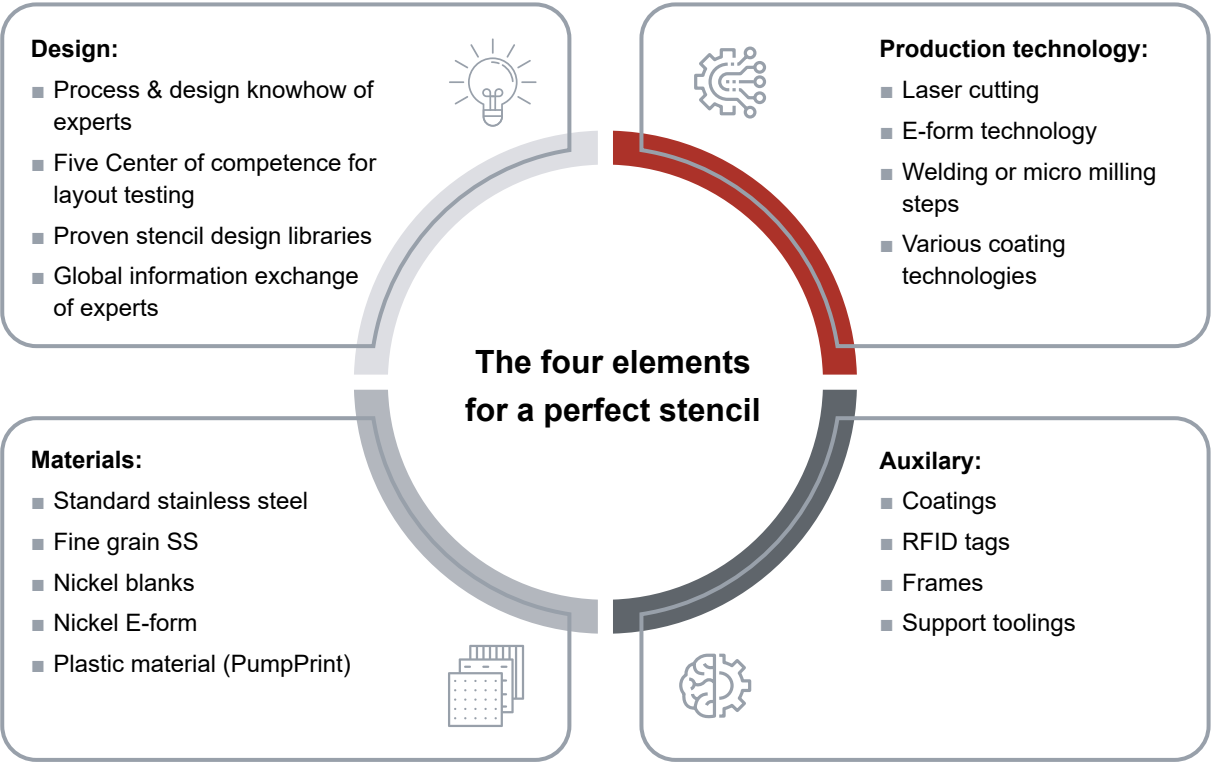 Design:
Process & design knowhow of
experts
Five Center of competence for
layout testing
Proven stencil design libraries
Global information exchange
of experts
Production technology:
Laser cutting
E-form technology
Welding or micro milling
steps
Various coating
technologies
The four elements
for a perfect stencil
Materials:
Standard stainless steel
Fine grain SS
Nickel blanks
Nickel E-form
Plastic material (PumpPrint)
Auxilary:
Coatings
RFID tags
Frames
Support toolings